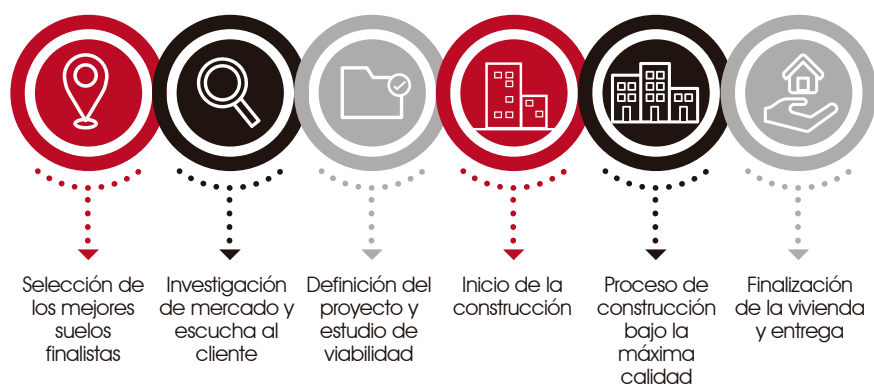 Selección de
los mejores
suelos
finalistas
Investigación
de mercado y
escucha al
cliente
Definición del
proyecto y
estudio de
viabilidad
Inicio de la
construcción
Proceso de
construcción
bajo la
máxima
calidad
Finalización
de la vivienda
y entrega